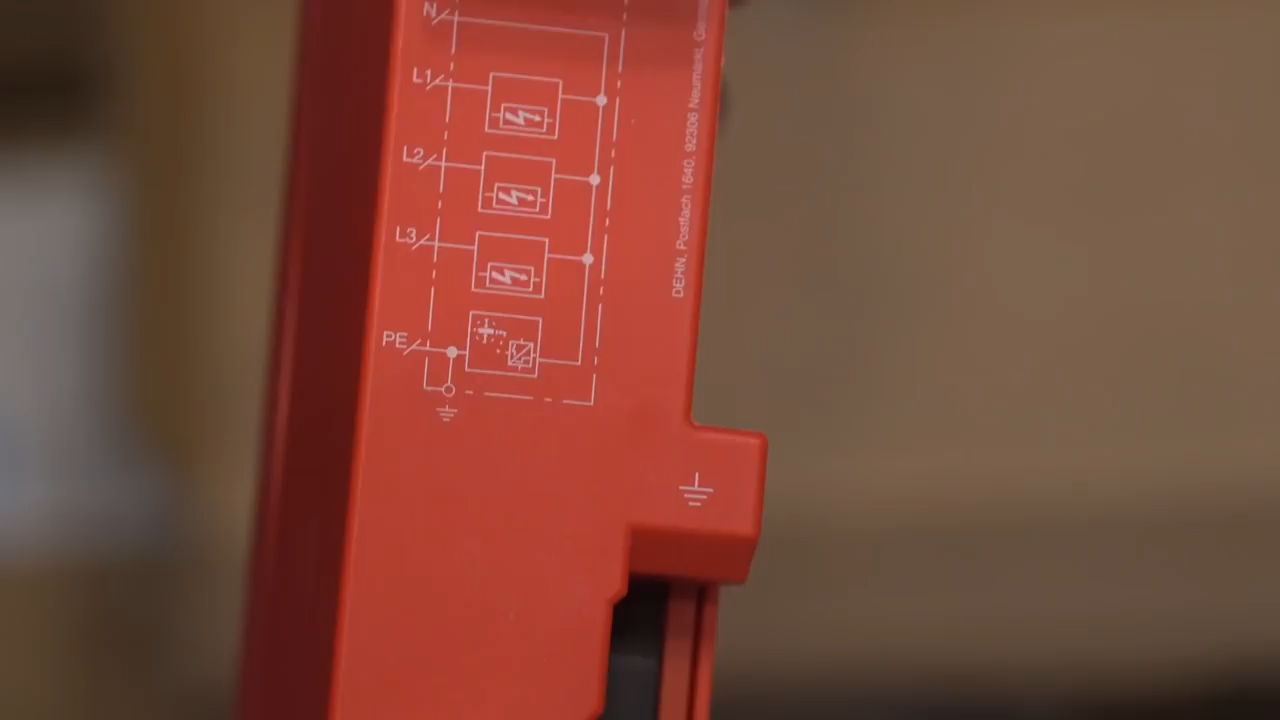 N
L1
L2
L3
PE
DEHN, Postfach 1640, 92306 Neumarkt,